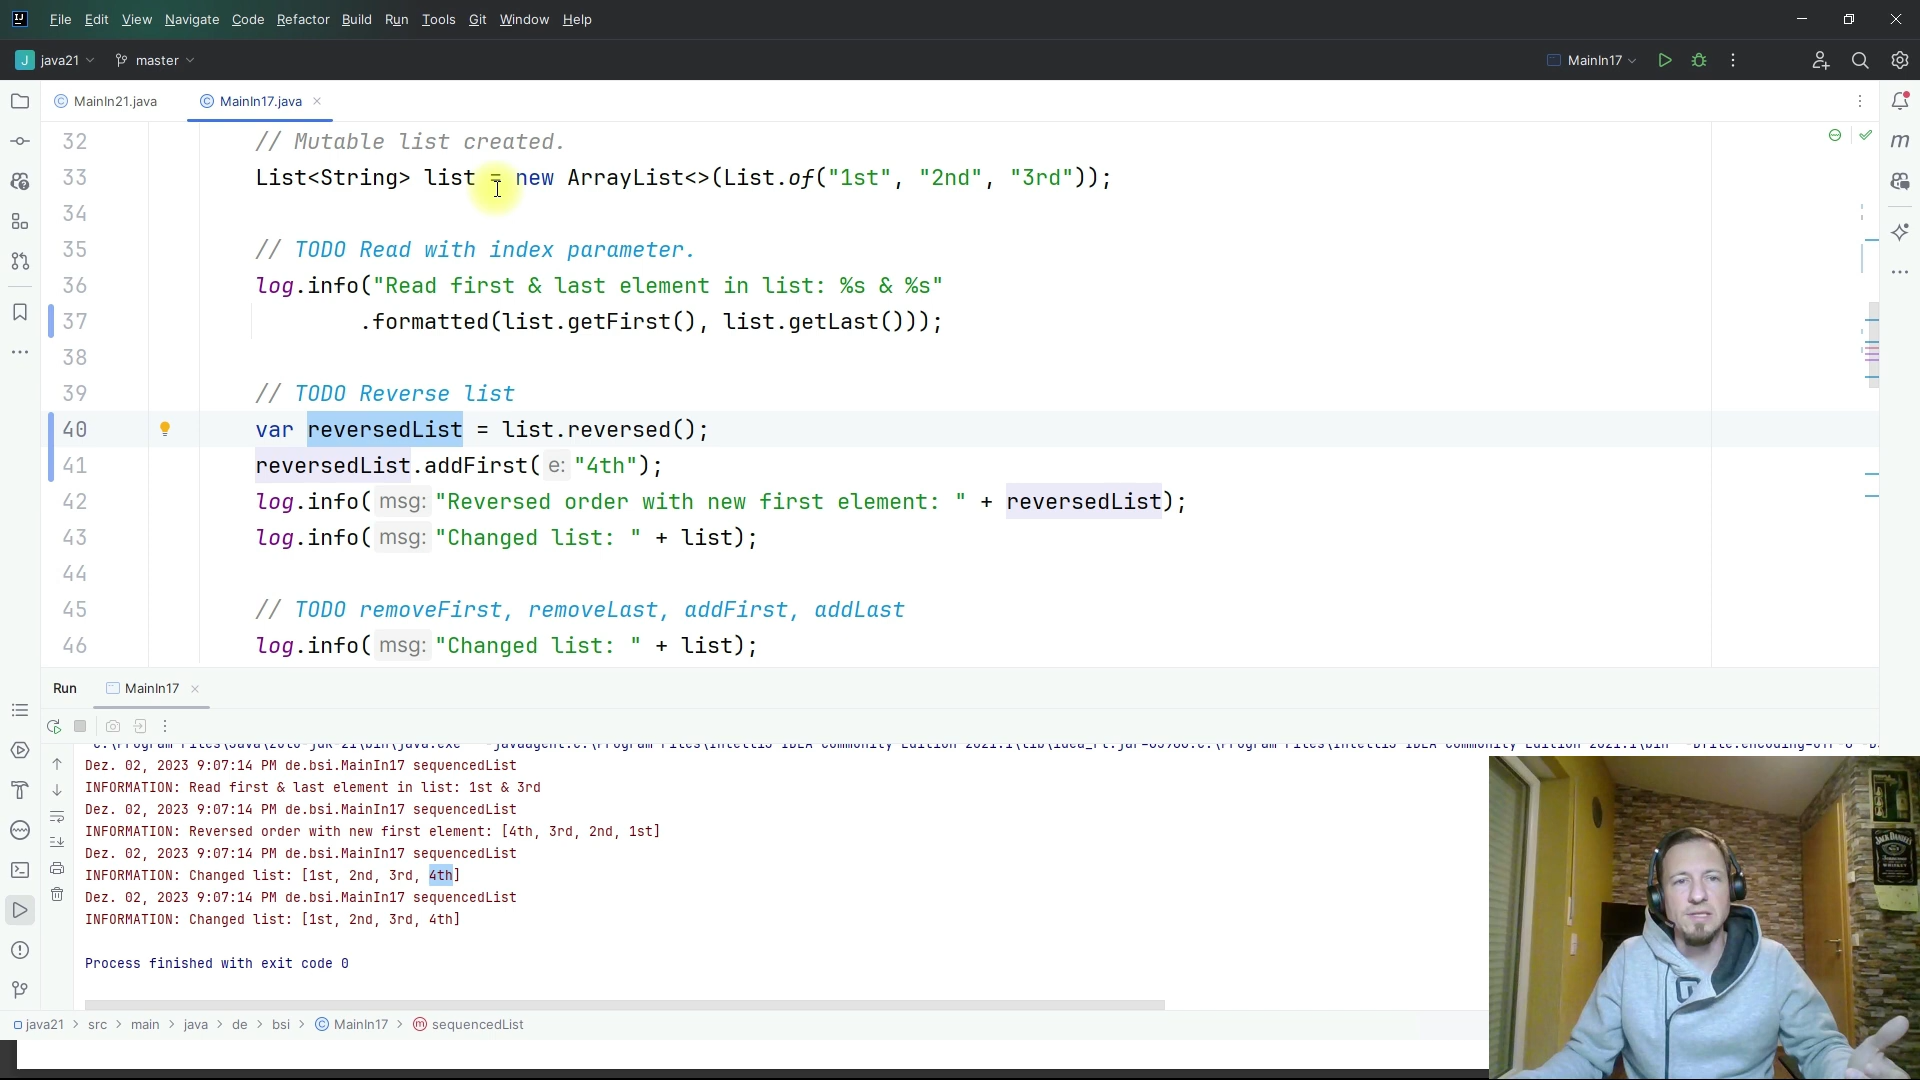 File Edit View Navigate Code Refactor Build Run Tools Git Window Help
J java21 master MainIn17
MainIn21.java MainIn17.java
32 // Mutable list created.
33 List<String> list = new ArrayList<>(List.of("1st", "2nd", "3rd"));
34
35 // TODO Read with index parameter.
36 log.info("Read first & last element in list: %s & %s"
37 .formatted(list.getFirst(), list.getLast()));
38
39 // TODO Reverse list
40 var reversedList = list.reversed();
41 reversedList.addFirst( e: "4th");
42 log.info( msg: "Reversed order with new first element: " + reversedList);
43 log.info( msg: "Changed list: " + list);
44
45 // TODO removeFirst, removeLast, addFirst, addLast
46 log.info( msg: "Changed list: " + list);
Run MainIn17
Dez. 02, 2023 9:07:14 PM de.bsi.MainIn17 sequencedList
INFORMATION: Read first & last element in list: 1st & 3rd
Dez. 02, 2023 9:07:14 PM de.bsi.MainIn17 sequencedList
INFORMATION: Reversed order with new first element: [4th, 3rd, 2nd, 1st]
Dez. 02, 2023 9:07:14 PM de.bsi.MainIn17 sequencedList
INFORMATION: Changed list: [1st, 2nd, 3rd, 4th]
Dez. 02, 2023 9:07:14 PM de.bsi.MainIn17 sequencedList
INFORMATION: Changed list: [1st, 2nd, 3rd, 4th]
Process finished with exit code 0
JACK DANIEL'S
WHISKEY
java21 > src > main > java > de > bsi > MainIn17 > sequencedList